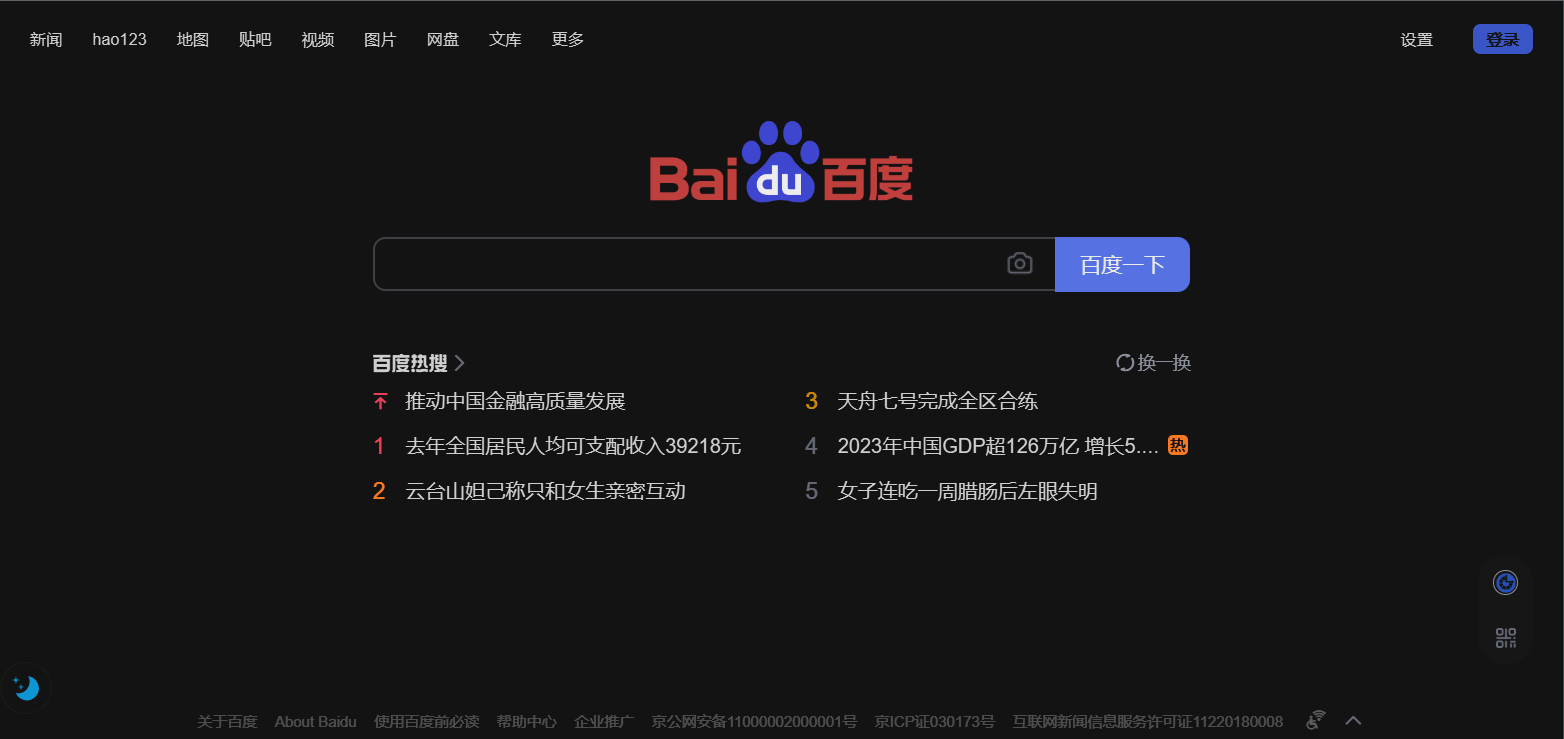 新闻 hao123 地图 贴吧 视频 图片 网盘 文库 更多 设置 登录
Bai du 百度
百度一下
百度热搜 换一换
推动中国金融高质量发展
1 去年全国居民人均可支配收入39218元
2 云台山妲己称只和女生亲密互动
3 天舟七号完成全区合练
4 2023年中国GDP超126万亿 增长5.... 热
5 女子连吃一周腊肠后左眼失明
关于百度 About Baidu 使用百度前必读 帮助中心 企业推广 京公网安备11000002000001号 京ICP证030173号 互联网新闻信息服务许可证11220180008